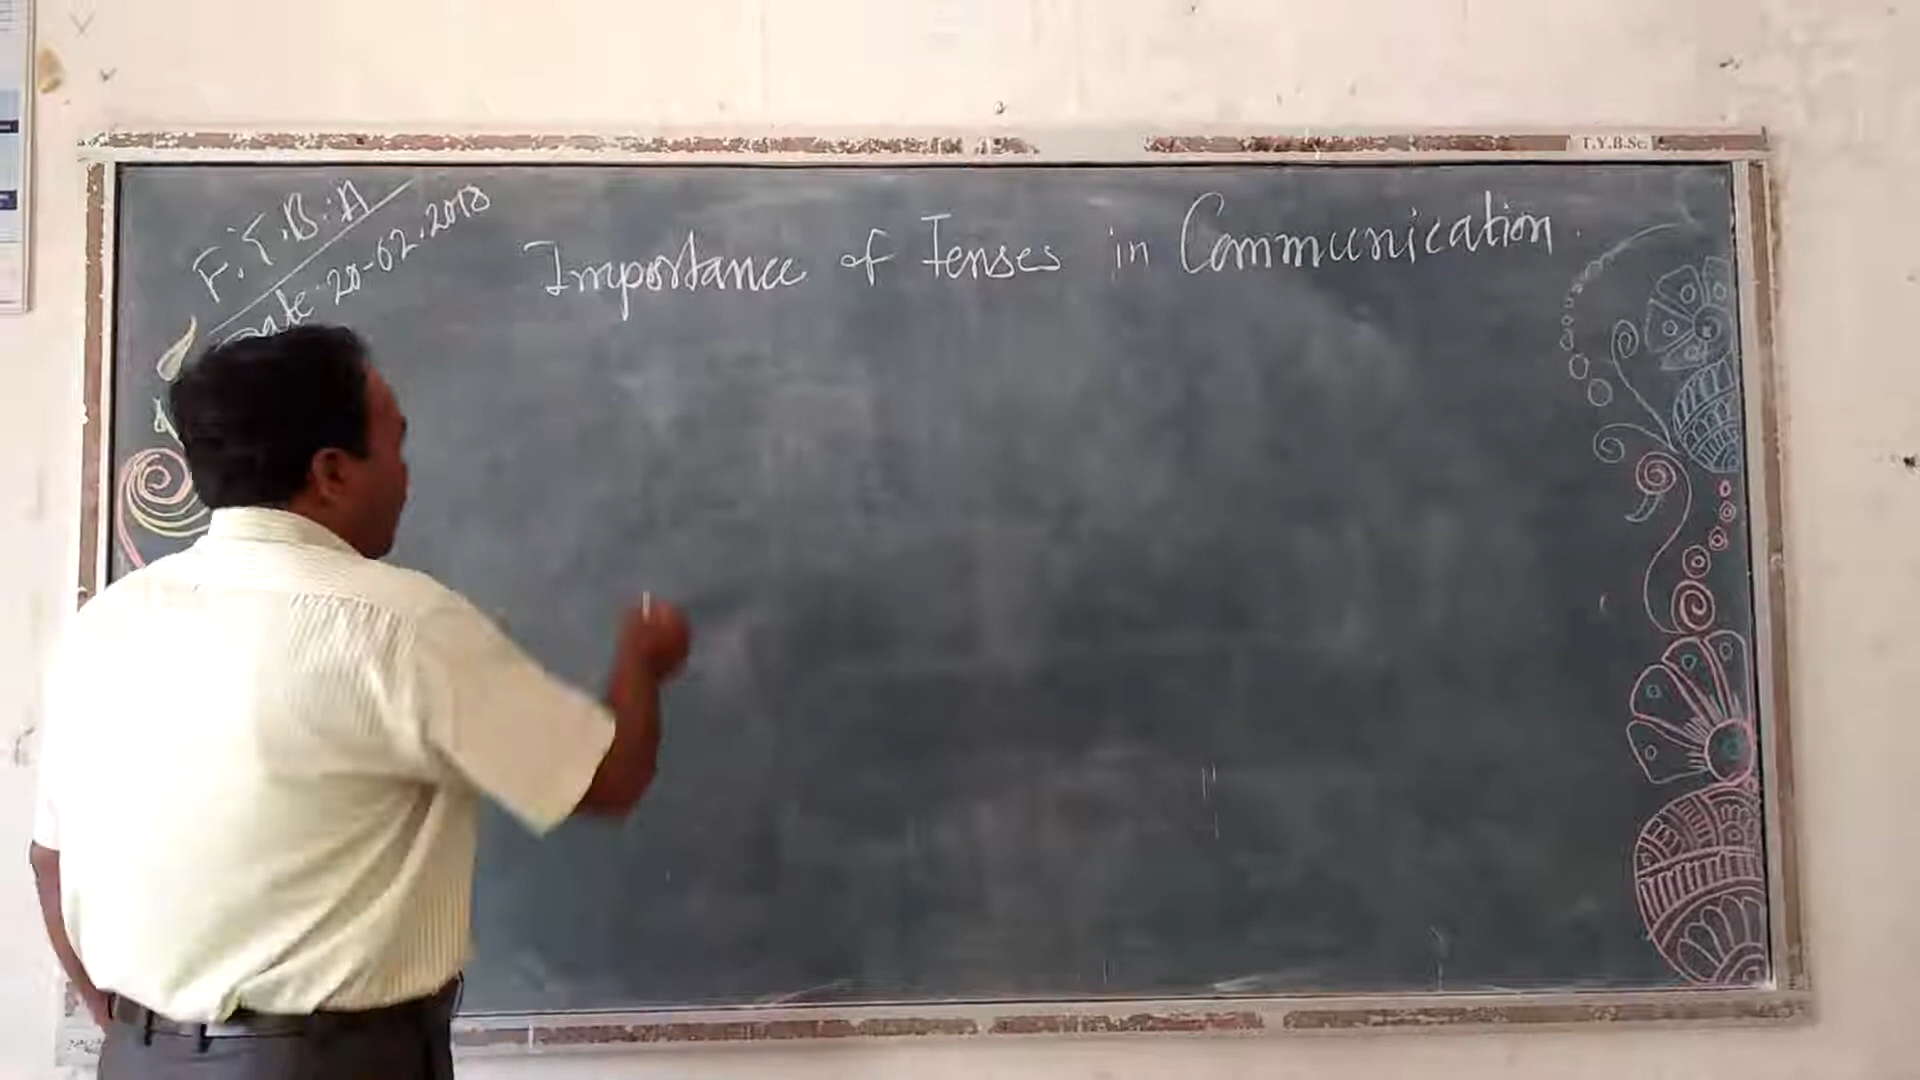 T.Y.B.Sc.
F.Y.B.A
Date. 20-02.2018
Importance of Tenses in Communication